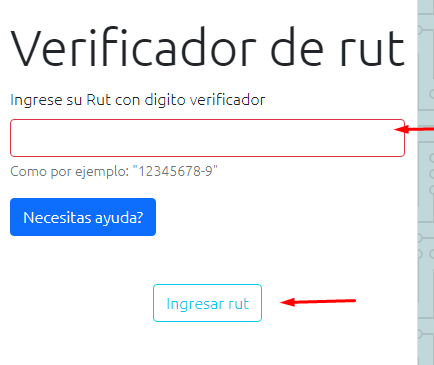 Verificador de rut
Ingrese su Rut con digito verificador
Como por ejemplo: "12345678-9"
Necesitas ayuda?
Ingresar rut